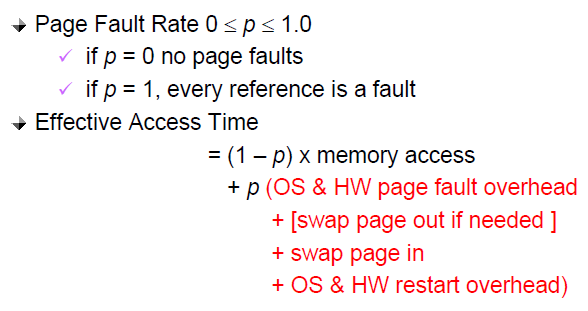 Page Fault Rate 0 ≤ p ≤ 1.0
if p = 0 no page faults
if p = 1, every reference is a fault
Effective Access Time
= (1 – p) x memory access
+ p (OS & HW page fault overhead
+ [swap page out if needed ]
+ swap page in
+ OS & HW restart overhead)